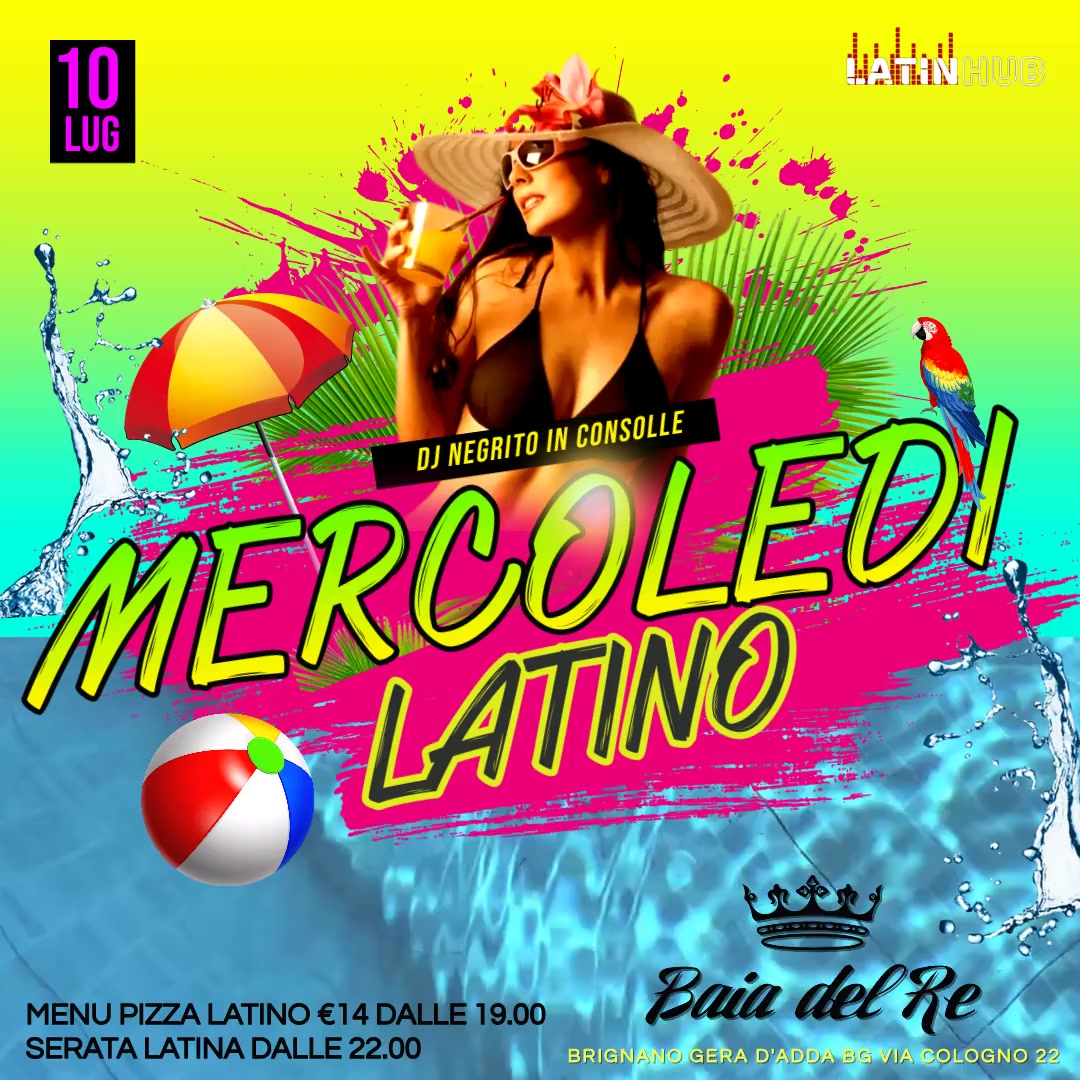 10
LUG
LATINHUB
DJ NEGRITO IN CONSOLLE
MERCOLEDI
LATINO
Baia del Re
MENU PIZZA LATINO €14 DALLE 19.00
SERATA LATINA DALLE 22.00
BRIGNANO GERA D'ADDA BG VIA COLOGNO 22